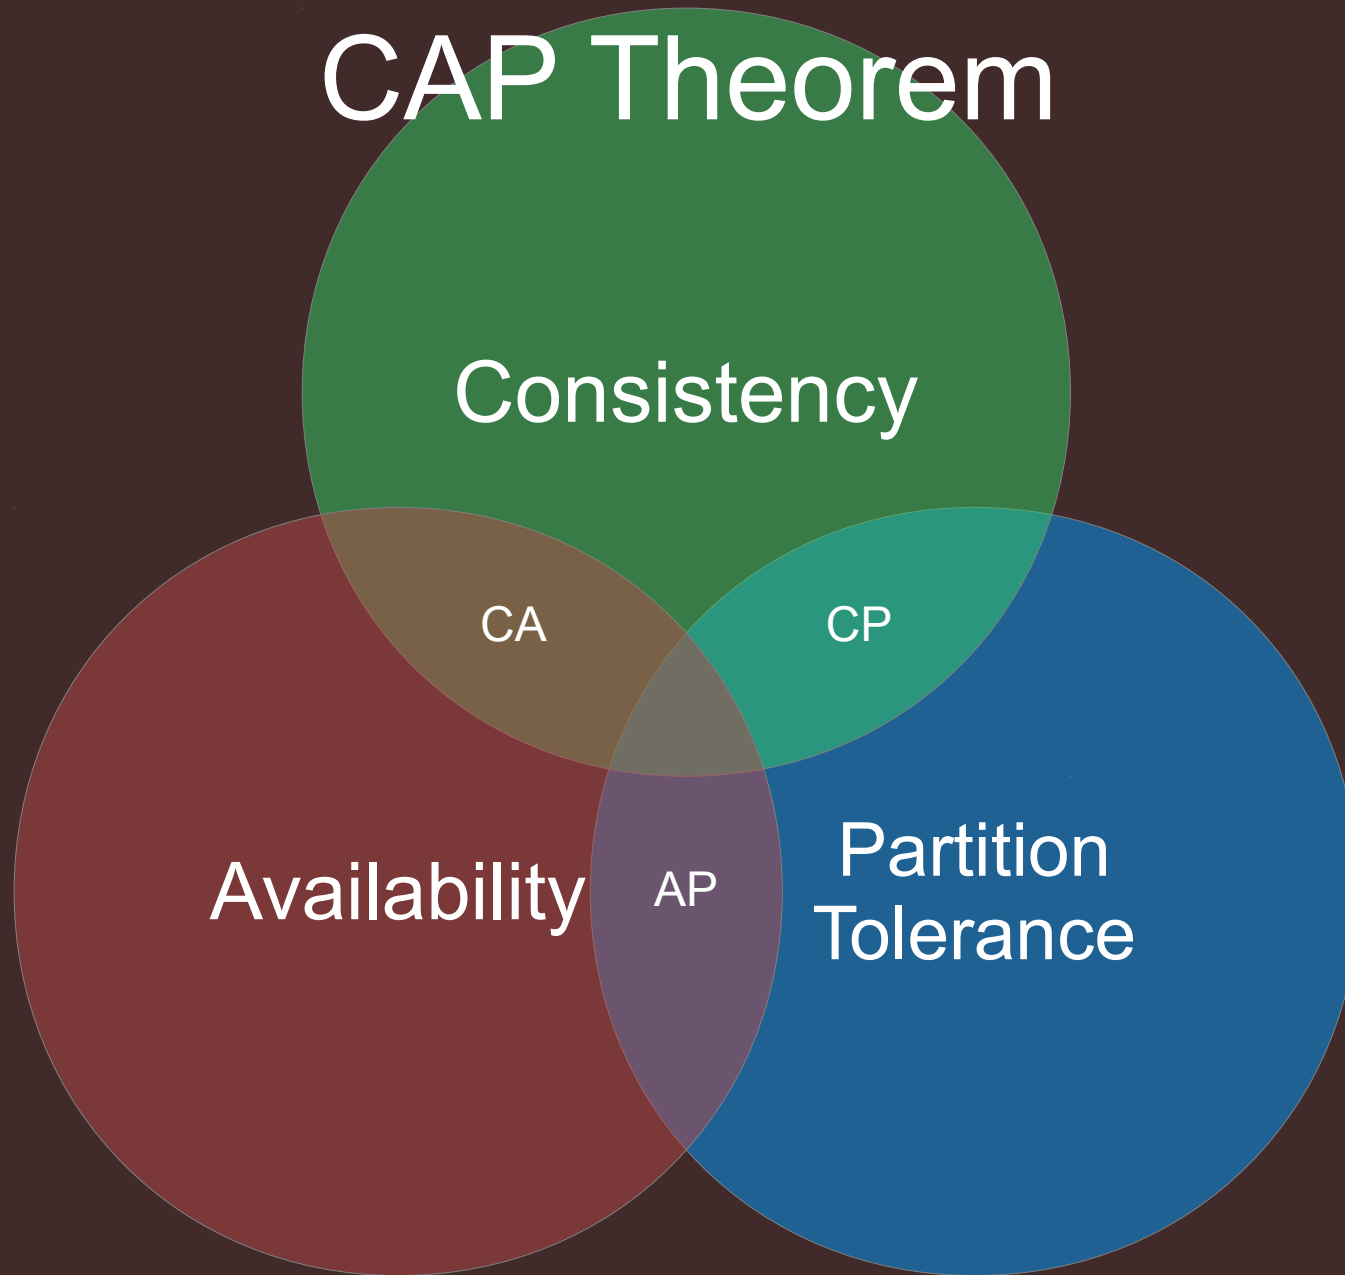 CAP Theorem
Consistency
CA
CP
Availability
AP
Partition
Tolerance